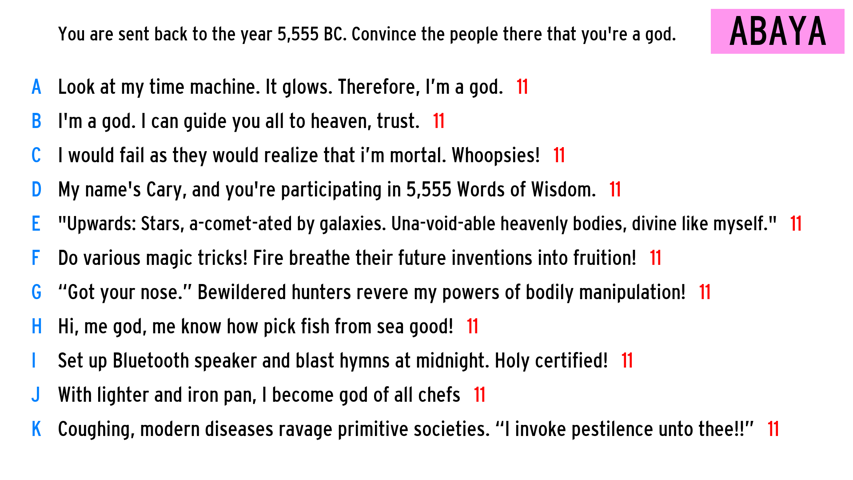 You are sent back to the year 5,555 BC. Convince the people there that you're a god.
ABAYA
A Look at my time machine. It glows. Therefore, I’m a god. 11
B I'm a god. I can guide you all to heaven, trust. 11
C I would fail as they would realize that i’m mortal. Whoopsies! 11
D My name's Cary, and you're participating in 5,555 Words of Wisdom. 11
E "Upwards: Stars, a-comet-ated by galaxies. Una-void-able heavenly bodies, divine like myself." 11
F Do various magic tricks! Fire breathe their future inventions into fruition! 11
G “Got your nose.” Bewildered hunters revere my powers of bodily manipulation! 11
H Hi, me god, me know how pick fish from sea good! 11
I Set up Bluetooth speaker and blast hymns at midnight. Holy certified! 11
J With lighter and iron pan, I become god of all chefs 11
K Coughing, modern diseases ravage primitive societies. “I invoke pestilence unto thee!!” 11